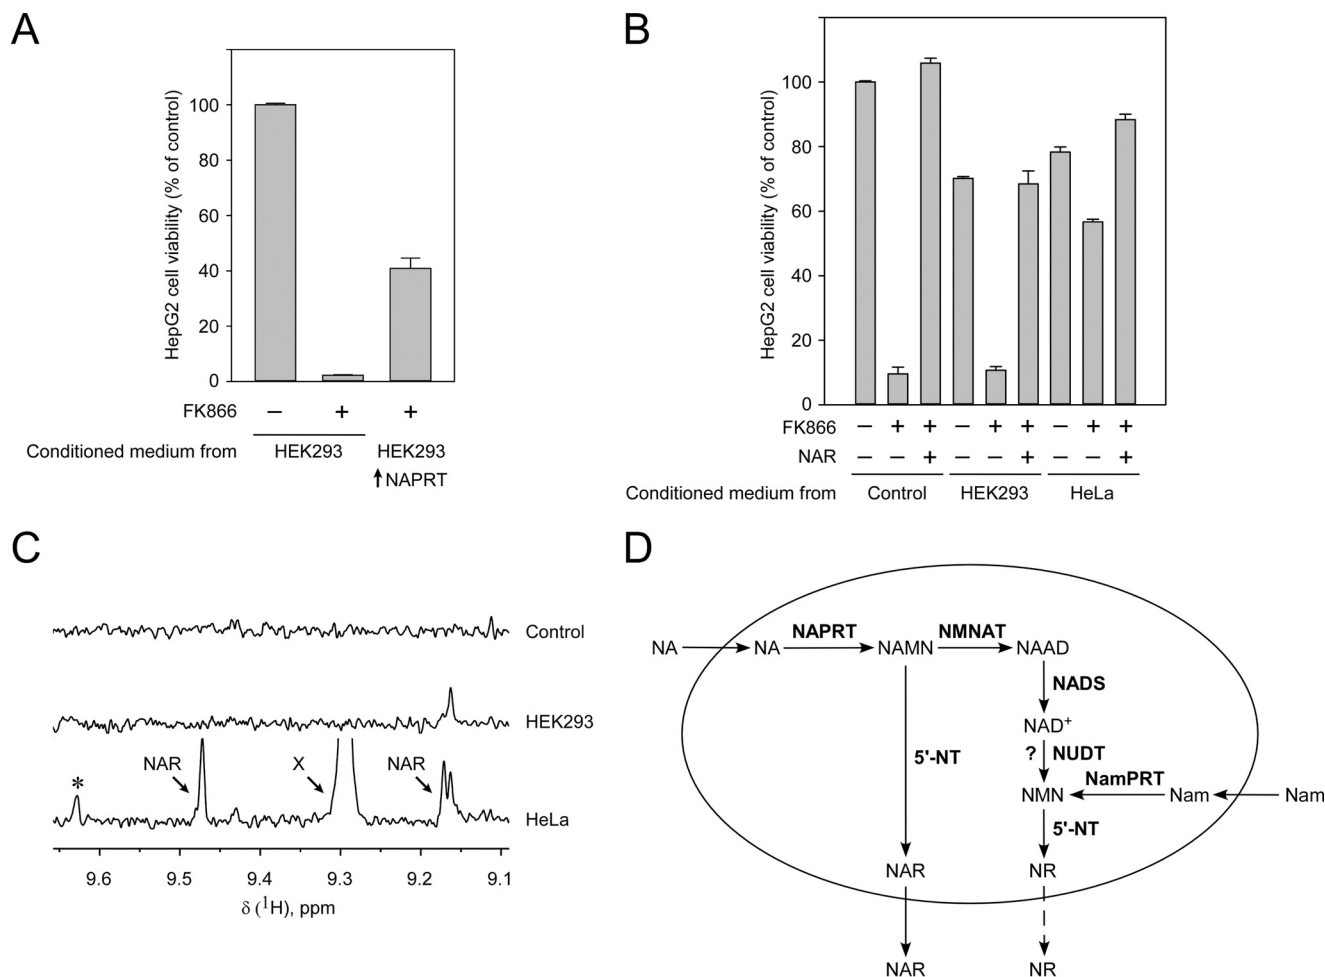 A
HepG2 cell viability (% of control)
100
80
60
40
20
0
FK866 − + +
Conditioned medium from HEK293 HEK293
↑NAPRT
B
HepG2 cell viability (% of control)
100
80
60
40
20
0
FK866 − + + − + + − + +
NAR − − + − − + − − +
Conditioned medium from Control HEK293 HeLa
C
Control
HEK293
NAR X NAR
*
HeLa
9.6 9.5 9.4 9.3 9.2 9.1
δ (¹H), ppm
D
NA NA NAPRT NAMN NMNAT NAAD
NADS
NAD⁺
5'-NT ? NUDT
NamPRT
NMN Nam Nam
5'-NT
NAR NR
NAR NR